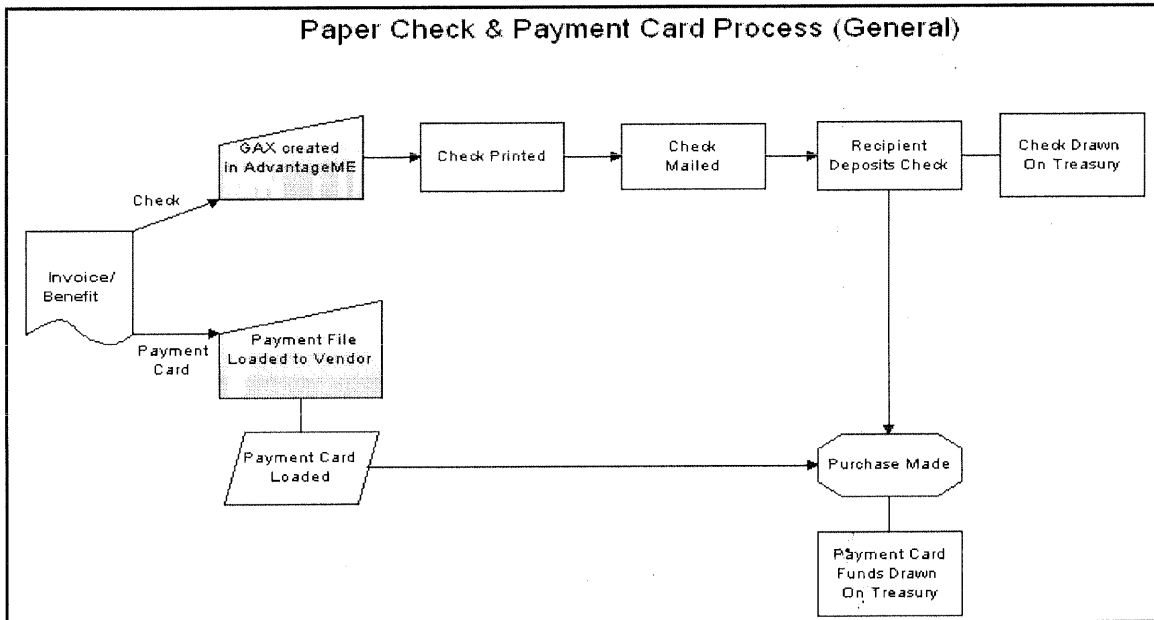 Paper Check & Payment Card Process (General)
GAX created
in AdvantageME
Check Printed
Check
Mailed
Recipient
Deposits Check
Check Drawn
On Treasury
Check
Invoice/
Benefit
Payment
Card
Payment File
Loaded to Vendor
Payment Card
Loaded
Purchase Made
Payment Card
Funds Drawn
On Treasury